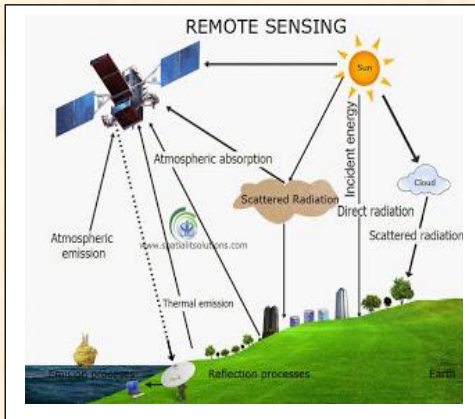 REMOTE SENSING
Sun
Atmospheric absorption
Incident energy
Cloud
Scattered Radiation
Direct radiation
Scattered radiation
Atmospheric
emission
www.spatialitsolutions.com
Thermal emission
Emission proceses
Reflection processes
Earth